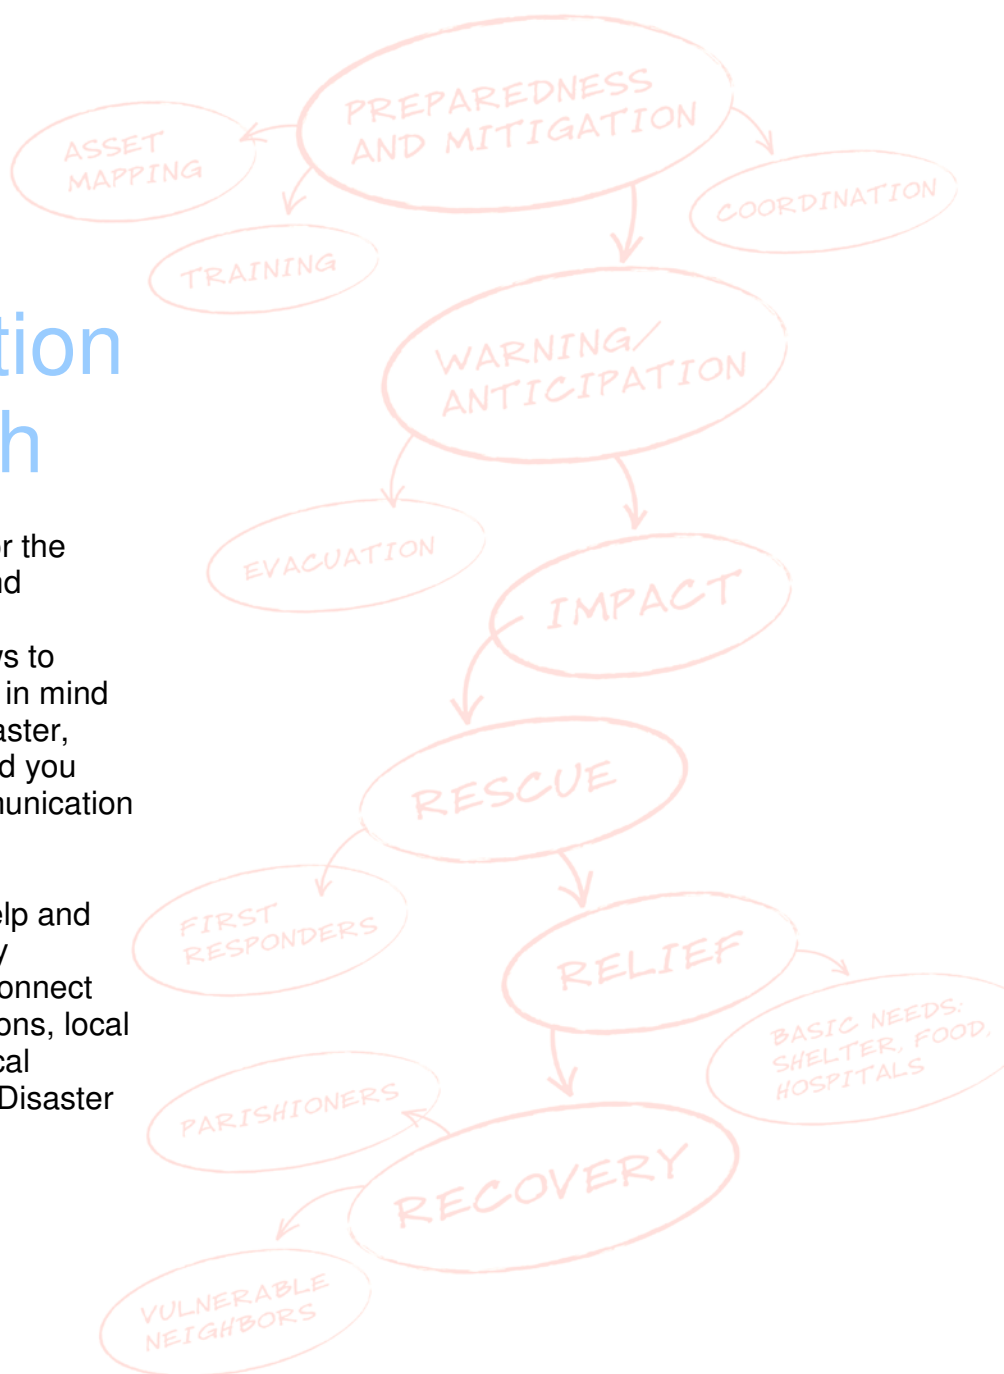 PREPAREDNESS
AND MITIGATION
ASSET
MAPPING
COORDINATION
TRAINING
WARNING/
ANTICIPATION
EVACUATION
IMPACT
RESCUE
FIRST
RESPONDERS
RELIEF
BASIC NEEDS:
SHELTER, FOOD,
HOSPITALS
PARISHIONERS
RECOVERY
VULNERABLE
NEIGHBORS
tion
h
r the
nd
ws to
in mind
aster,
d you
unication
elp and
y
onnect
ons, local
cal
Disaster